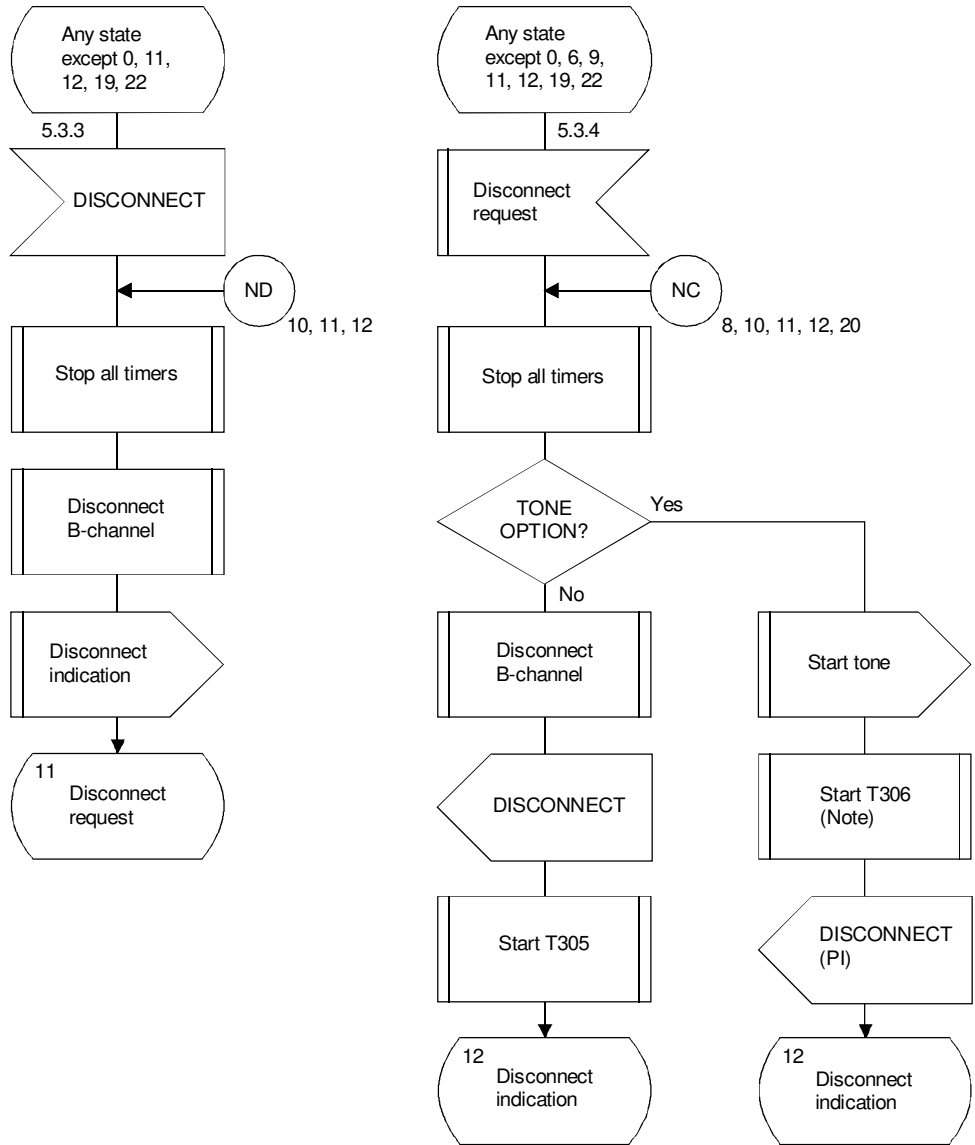 Any state
except 0, 11,
12, 19, 22
5.3.3
DISCONNECT
ND
10, 11, 12
Stop all timers
Disconnect
B-channel
Disconnect
indication
11
Disconnect
request
Any state
except 0, 6, 9,
11, 12, 19, 22
5.3.4
Disconnect
request
NC
8, 10, 11, 12, 20
Stop all timers
TONE
OPTION?
Yes
No
Disconnect
B-channel
DISCONNECT
Start T305
12
Disconnect
indication
Start tone
Start T306
(Note)
DISCONNECT
(PI)
12
Disconnect
indication